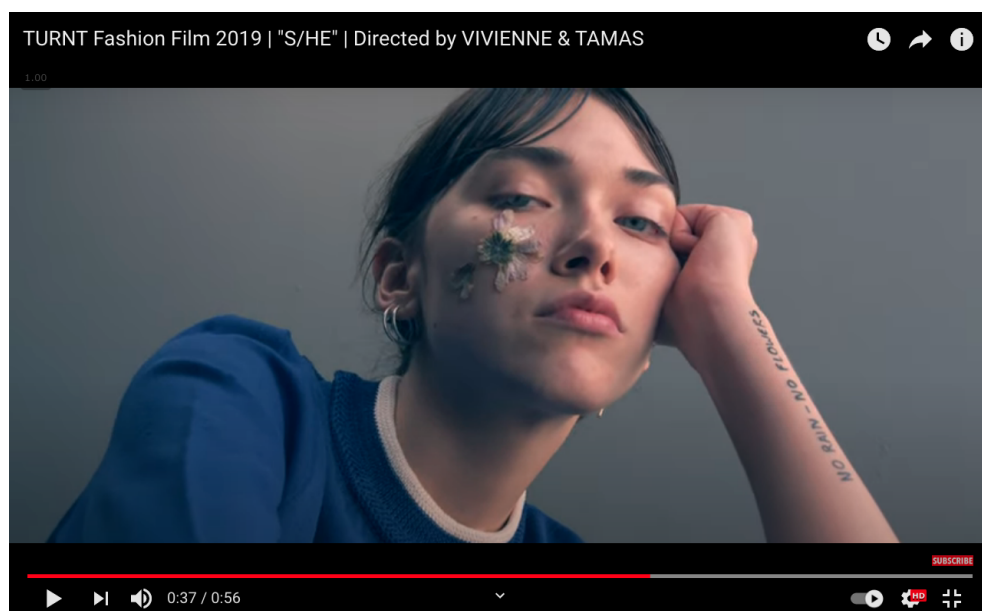 TURNT Fashion Film 2019 | "S/HE" | Directed by VIVIENNE & TAMAS
1.00
NO RAIN - NO FLOWERS
SUBSCRIBE
0:37 / 0:56
HD